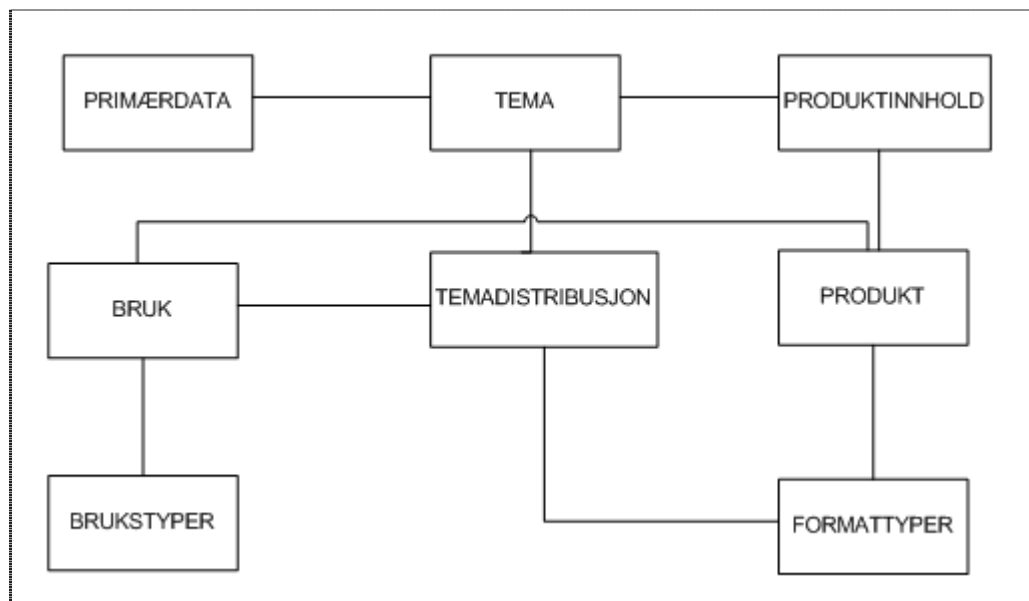 PRIMÆRDATA
TEMA
PRODUKTINNHOLD
BRUK
TEMADISTRIBUSJON
PRODUKT
BRUKSTYPER
FORMATTYPER